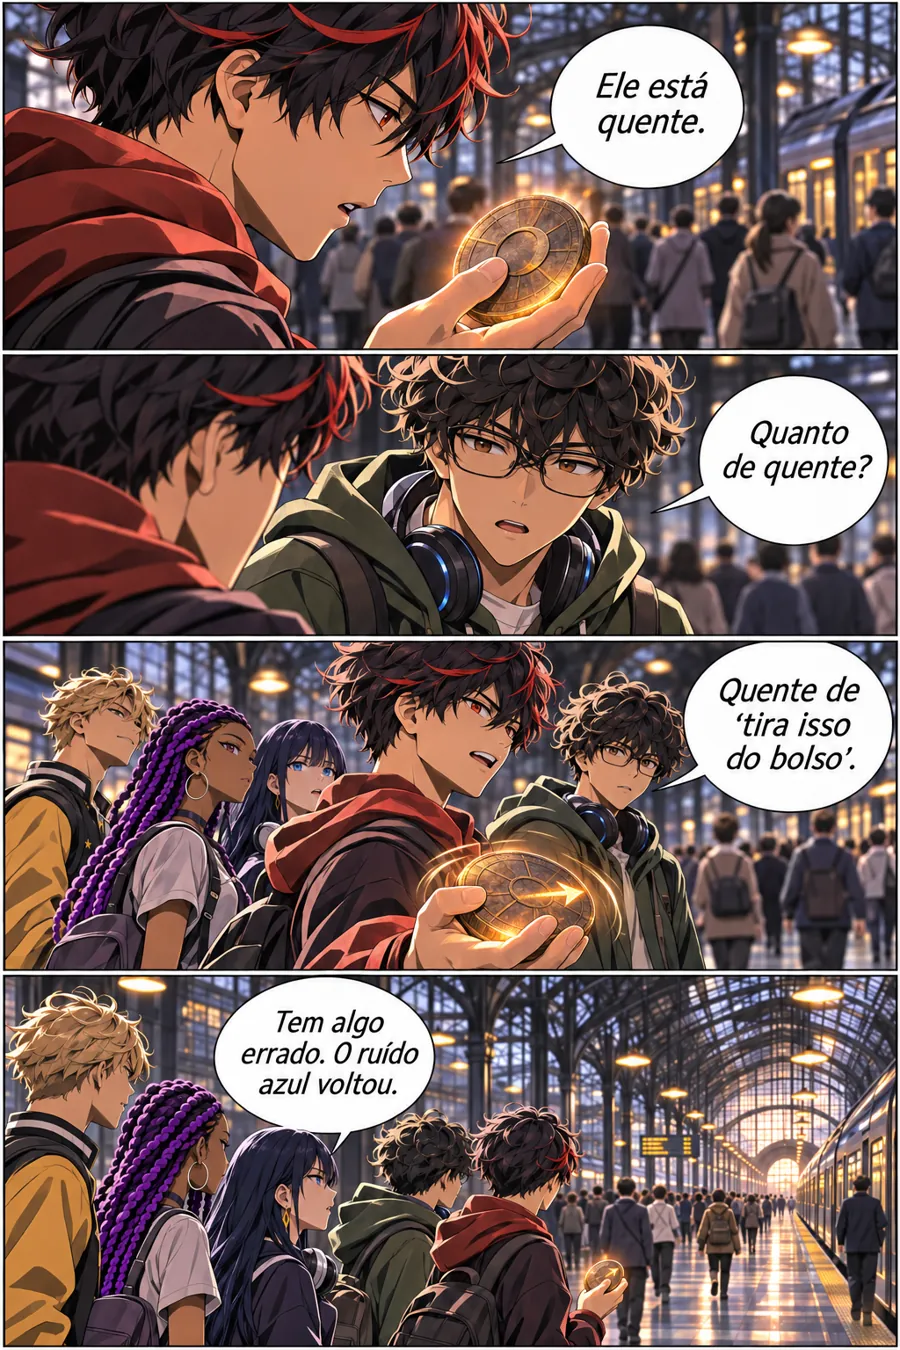 Ele está
quente.
Quanto
de quente?
Quente de
‘tira isso
do bolso’.
Tem algo
errado. O ruído
azul voltou.